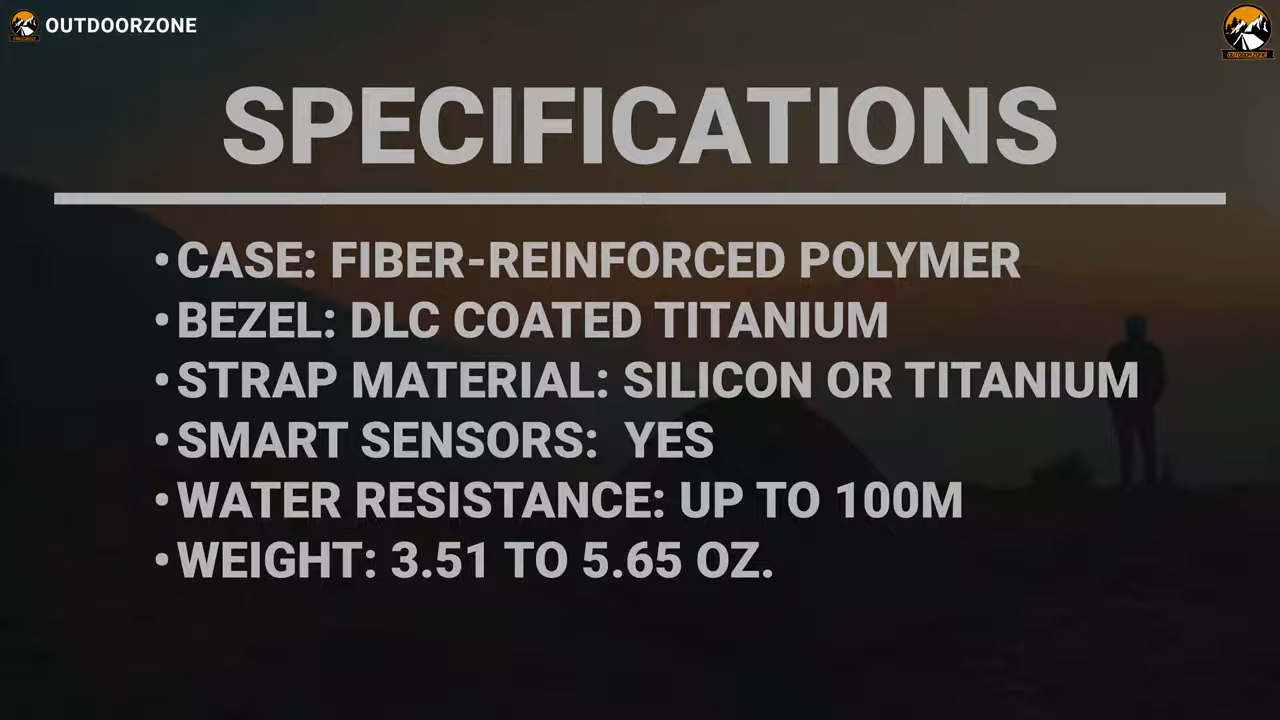 OUTDOORZONE
OUTDOORZONE
SPECIFICATIONS
• CASE: FIBER-REINFORCED POLYMER
• BEZEL: DLC COATED TITANIUM
• STRAP MATERIAL: SILICON OR TITANIUM
• SMART SENSORS: YES
• WATER RESISTANCE: UP TO 100M
• WEIGHT: 3.51 TO 5.65 OZ.